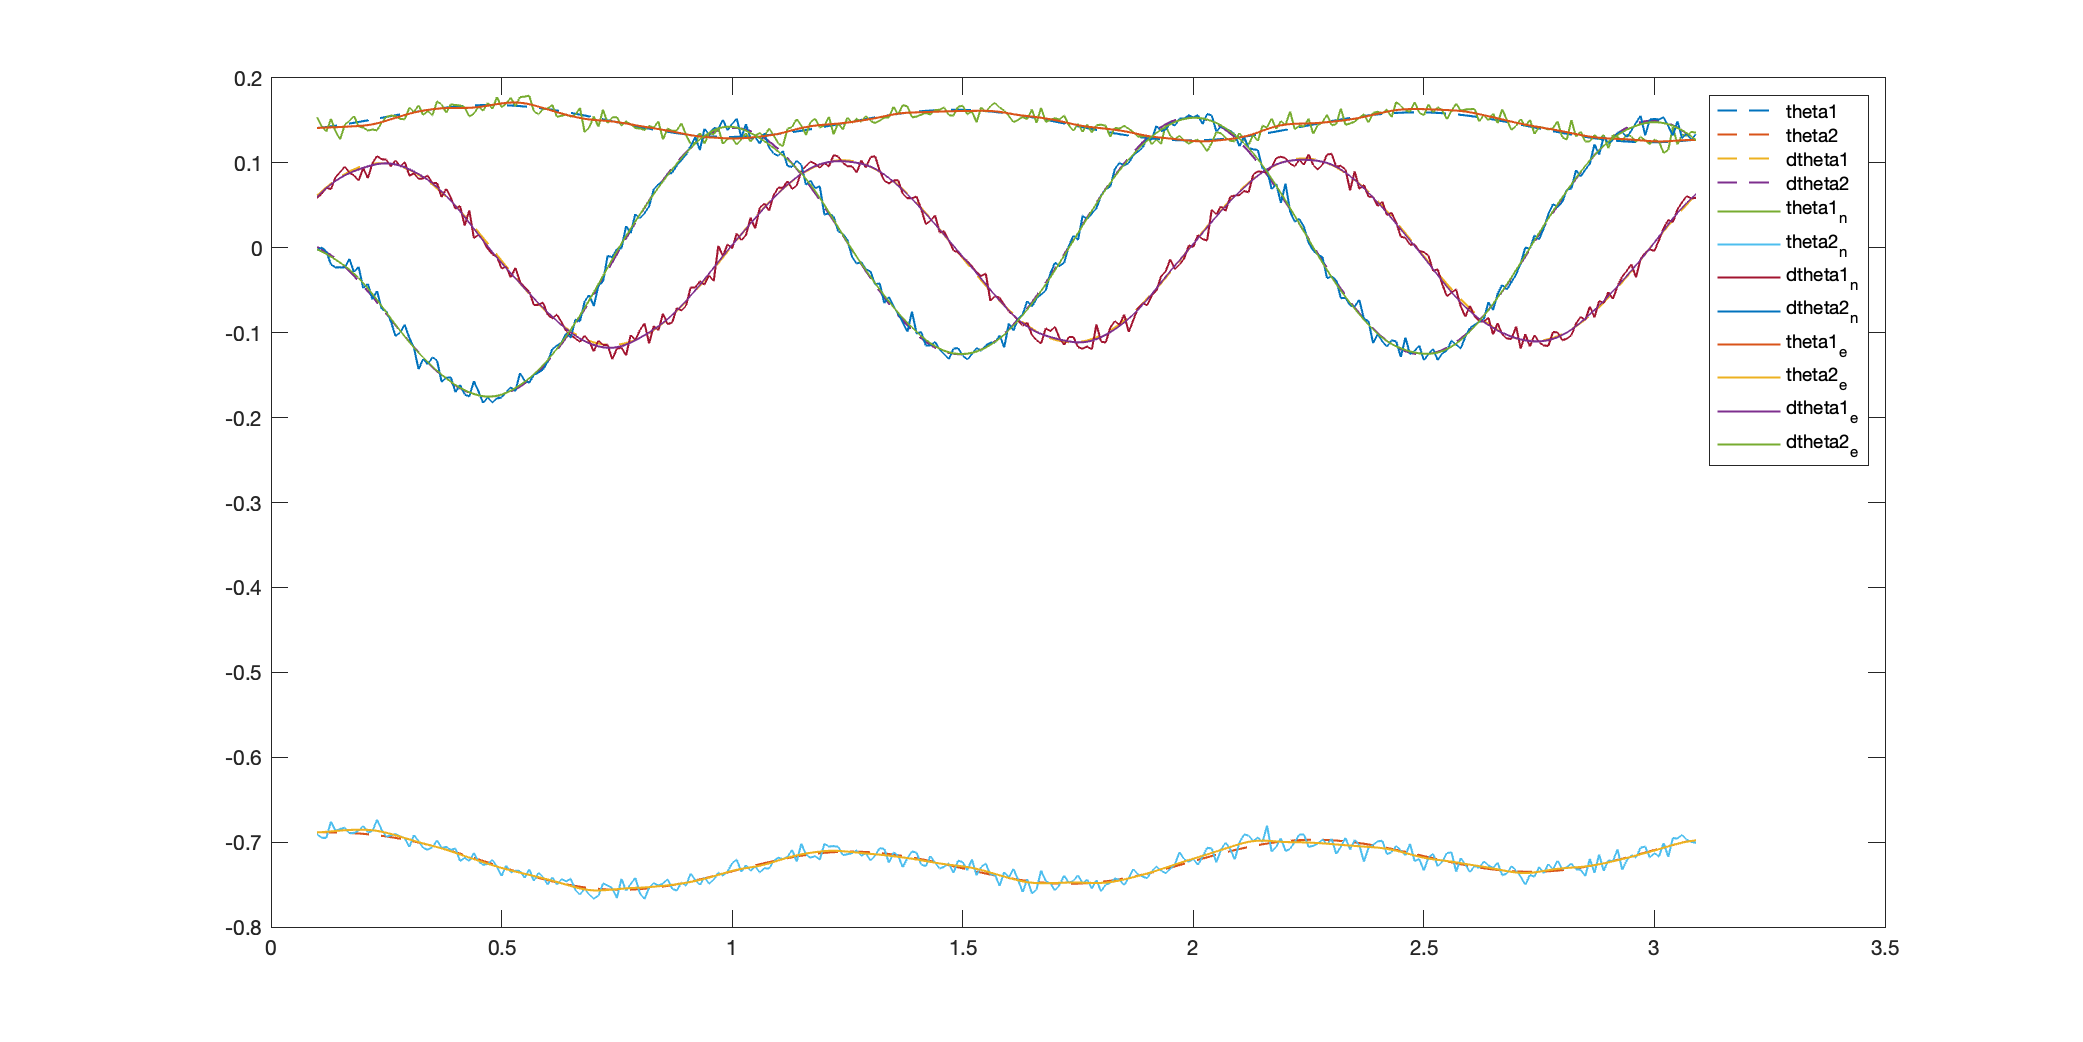 0.2
0.1
0
-0.1
-0.2
-0.3
-0.4
-0.5
-0.6
-0.7
-0.8
0 0.5 1 1.5 2 2.5 3 3.5
theta1
theta2
dtheta1
dtheta2
theta1n
theta2n
dtheta1n
dtheta2n
theta1e
theta2e
dtheta1e
dtheta2e